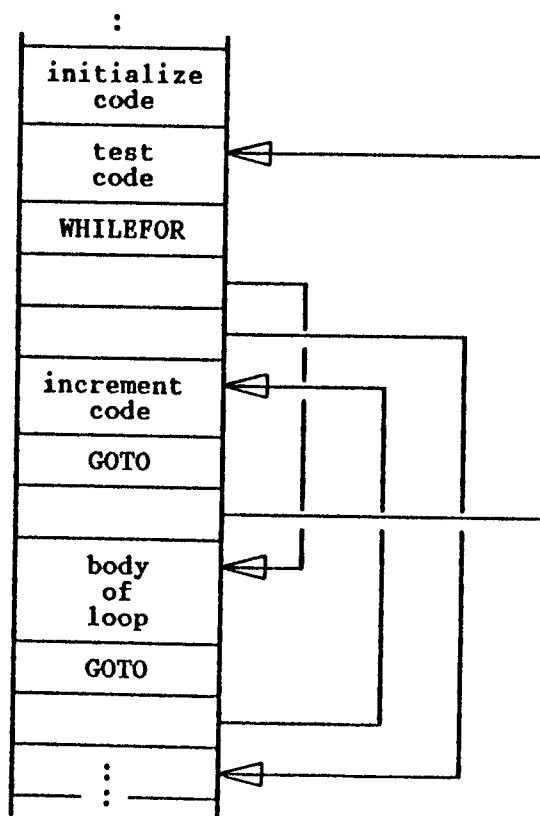 :
initialize
code
test
code
WHILEFOR
increment
code
GOTO
body
of
loop
GOTO
:
: